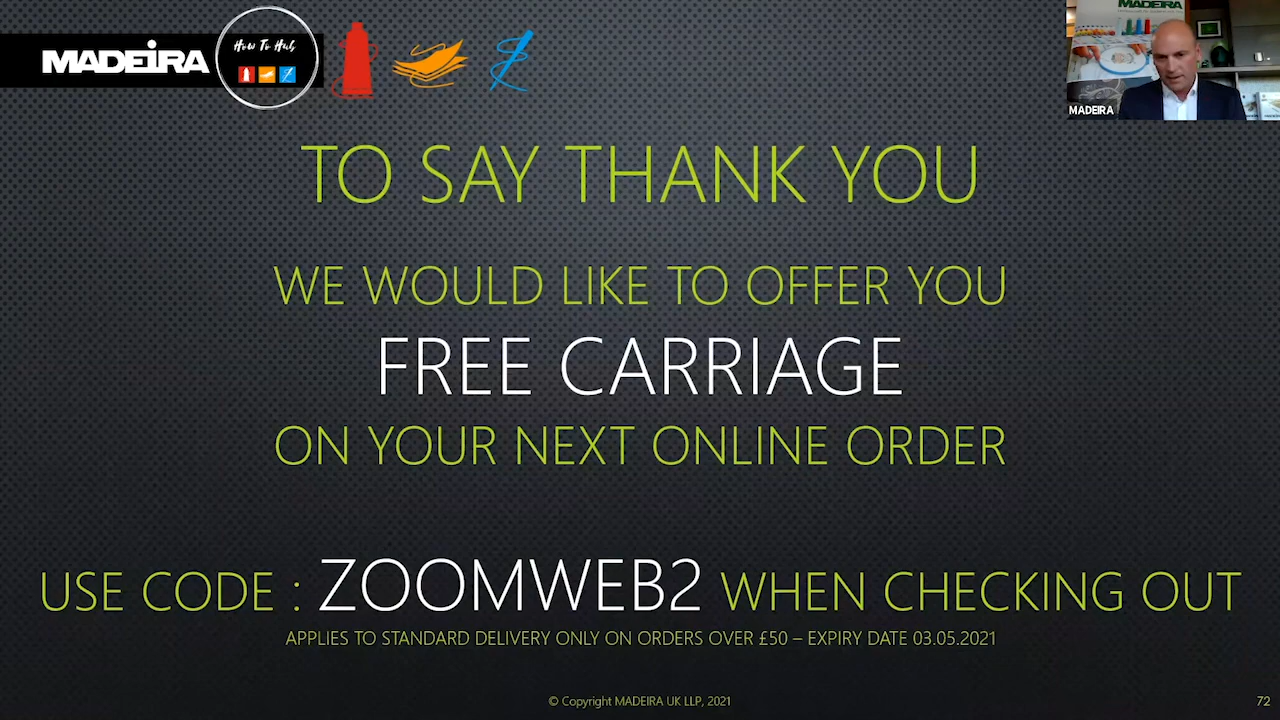 MADEIRA
How To Hub
MADEIRA
MADEIRA
TO SAY THANK YOU
WE WOULD LIKE TO OFFER YOU
FREE CARRIAGE
ON YOUR NEXT ONLINE ORDER
USE CODE : ZOOMWEB2 WHEN CHECKING OUT
APPLIES TO STANDARD DELIVERY ONLY ON ORDERS OVER £50 – EXPIRY DATE 03.05.2021
© Copyright MADEIRA UK LLP, 2021
72